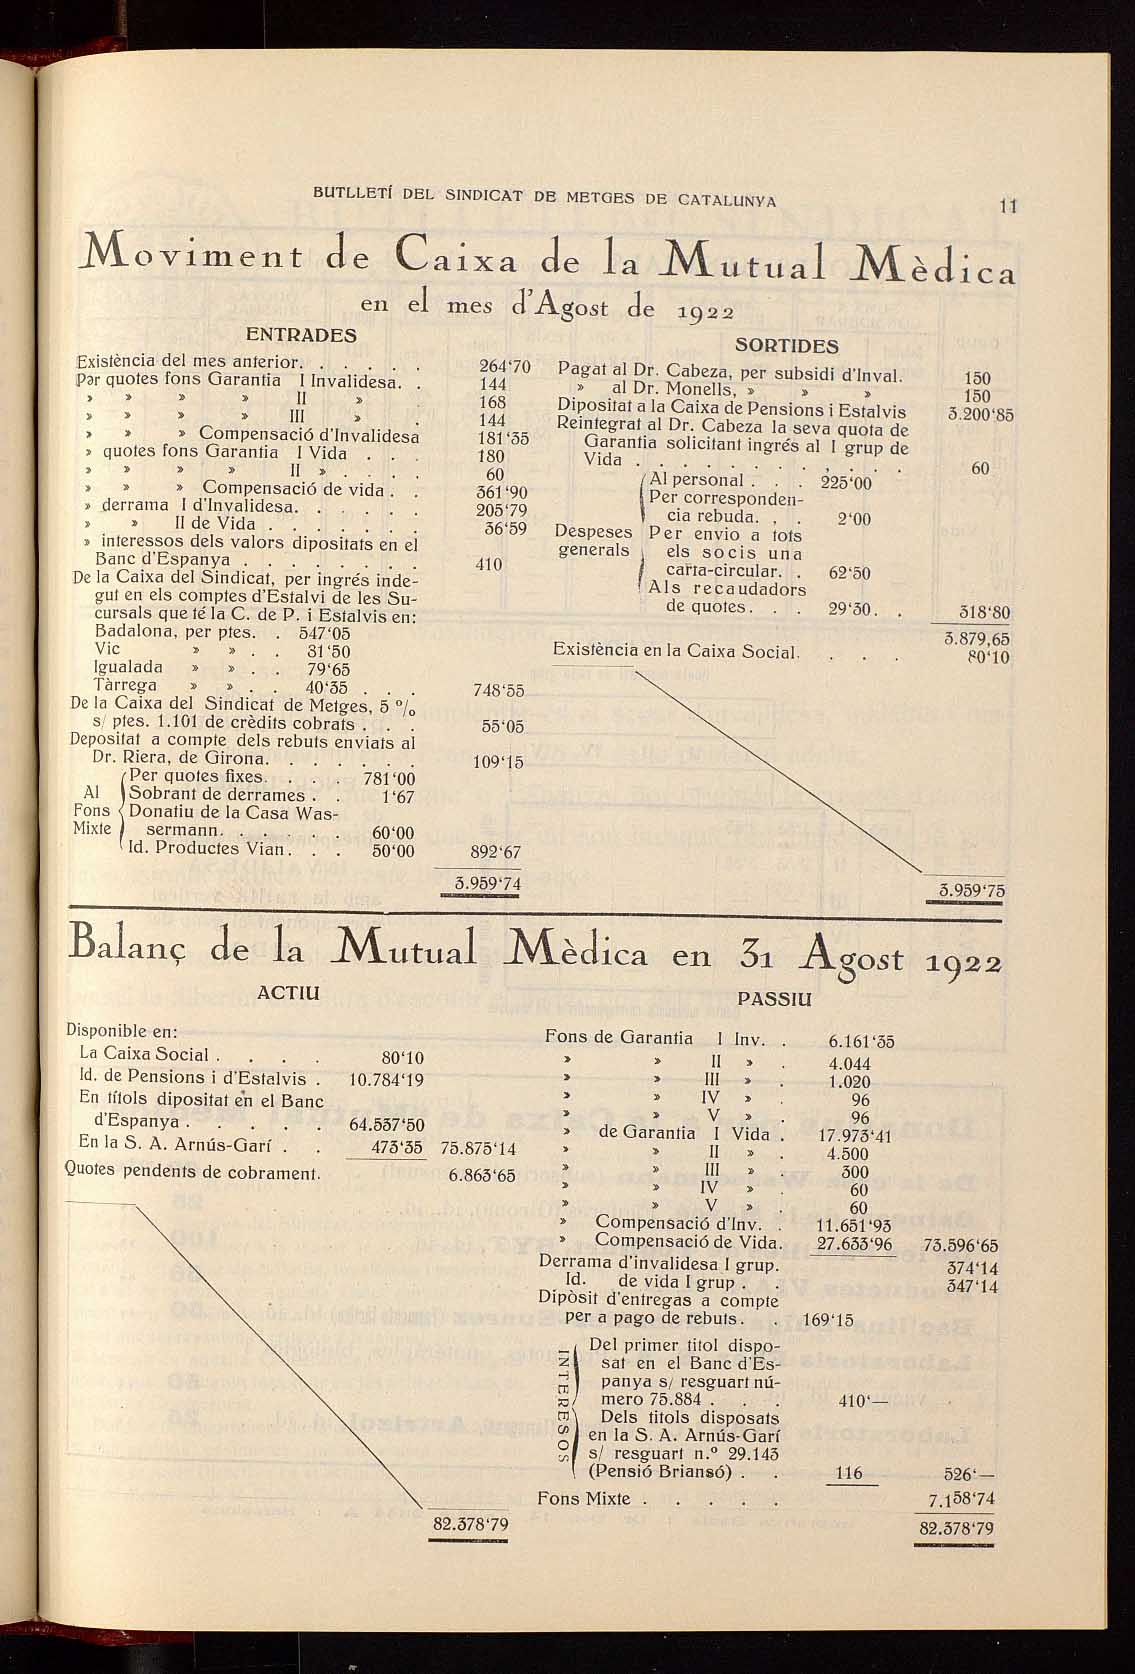 BUTLLETÍ DEL SINDICAT DE METGES DE CATALUNYA 11
Moviment de Caixa de la Mutual Mèdica
en el mes d'Agost de 1922
ENTRADES
Existència del mes anterior. . . . . . 264'70
Per quotes fons Garantia I Invalidesa. . 144
» » » » II » . 168
» » » » III » . 144
» » » Compensació d'Invalidesa 181'35
» quotes fons Garantia I Vida . . . 180
» » » » II » . . . . 60
» » » Compensació de vida . . 361'90
» derrama I d'Invalidesa. . . . . . 205'79
» » II de Vida . . . . . . . 36'59
» interessos dels valors dipositats en el
Banc d'Espanya . . . . . . . . 410
De la Caixa del Sindicat, per ingrés inde-
gut en els comptes d'Estalvi de les Su-
cursals que té la C. de P. i Estalvis en:
Badalona, per ptes. . 547'05
Vic » » . . 31'50
Igualada » » . . 79'65
Tàrrega » » . . 40'35 . . . 748'55
De la Caixa del Sindicat de Metges, 5 %
s/ ptes. 1.101 de crèdits cobrats . . . 55'05
Depositat a compte dels rebuts enviats al
Dr. Riera, de Girona. . . . . . . 109'15
Al Fons Mixte
Per quotes fixes. . . . . 781'00
Sobrant de derrames . . 1'67
Donatiu de la Casa Was-
sermann. . . . . . . 60'00
Id. Productes Vian. . . 50'00 892'67
3.959'74
SORTIDES
Pagat al Dr. Cabeza, per subsidi d'Inval. 150
» al Dr. Monells, » » » 150
Dipositat a la Caixa de Pensions i Estalvis 3.200'85
Reintegrat al Dr. Cabeza la seva quota de
Garantia solicitant ingrés al I grup de
Vida . . . . . . . . , . . . 60
Despeses generals
Al personal . . . 225'00
Per corresponden-
cia rebuda. . . 2'00
Per envio a tots
els socis una
carta-circular. . 62'50
Als recaudadors
de quotes. . . 29'30. . 318'80
3.879,65
Existència en la Caixa Social. . . . 80'10
3.959'75
Balanç de la Mutual Mèdica en 31 Agost 1922
ACTIU
Disponible en:
La Caixa Social . . . . 80'10
Id. de Pensions i d'Estalvis . 10.784'19
En títols dipositat en el Banc
d'Espanya . . . . . 64.537'50
En la S. A. Arnús-Garí . . 473'35 75.875'14
Quotes pendents de cobrament. 6.863'65
82.378'79
PASSIU
Fons de Garantia I Inv. . 6.161'35
» » II » . 4.044
» » III » . 1.020
» » IV » . 96
» » V » . 96
» de Garantia I Vida . 17.973'41
» » II » . 4.500
» » III » . 300
» » IV » . 60
» » V » . 60
» Compensació d'Inv. . 11.651'93
» Compensació de Vida. 27.633'96 73.596'65
Derrama d'invalidesa I grup. 374'14
Id. de vida I grup . . 347'14
Dipòsit d'entregas a compte
per a pago de rebuts. . 169'15
INTERESOS
Del primer titol dispo-
sat en el Banc d'Es-
panya s/ resguart nú-
mero 75.884 . . . 410'—
Dels titols disposats
en la S. A. Arnús-Garí
s/ resguart n.º 29.143
(Pensió Briansó) . . 116 526'—
Fons Mixte . . . . . . 7.158'74
82.378'79